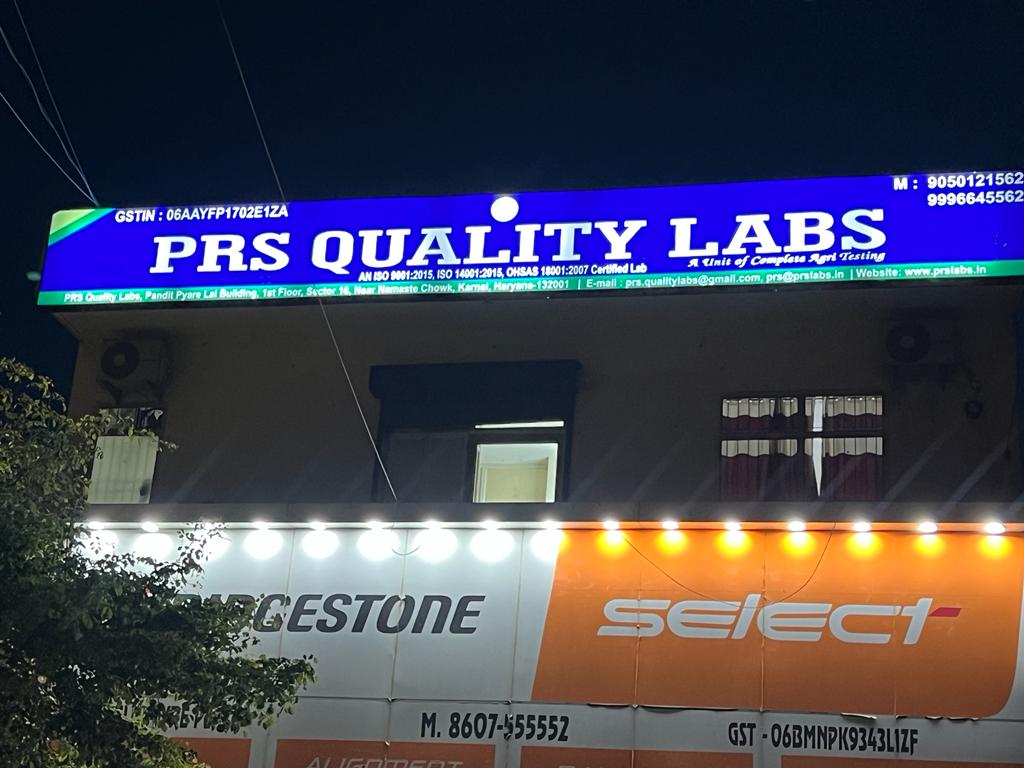 GSTIN : 06AAYFP1702E1ZA
M : 9050121562
9996645562
PRS QUALITY LABS
A Unit of Complete Agri Testing
AN ISO 9001:2015, ISO 14001:2015, OHSAS 18001:2007 Certified Lab
PRS Quality Labs, Pandit Pyare Lal Building, 1st Floor, Sector 16, Near Namaste Chowk, Karnal, Haryana-132001 | E-mail : prs.qualitylabs@gmail.com, prs@prslabs.in | Website: www.prslabs.in
BRIDGESTONE
select
M. 8607-555552
GST - 06BMNPK9343L1ZF
ALIGNMENT